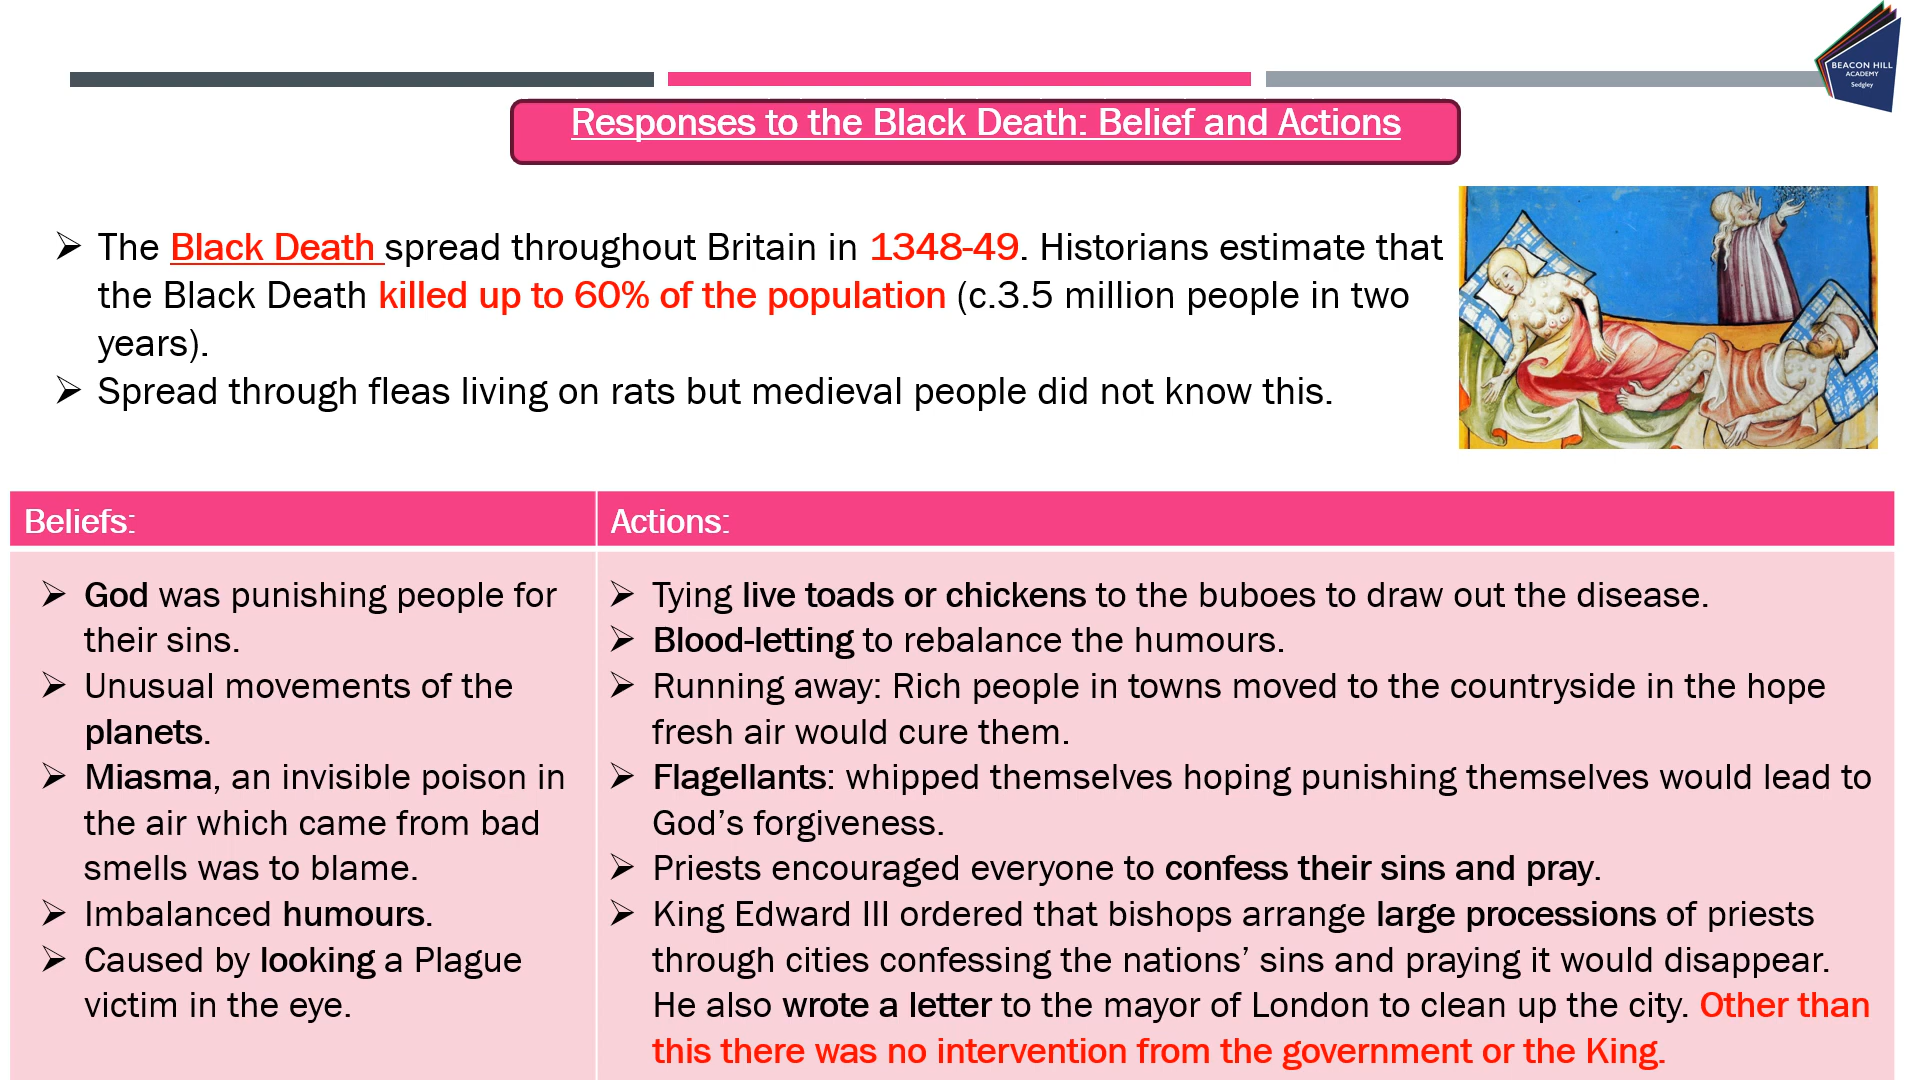 BEACON HILL
ACADEMY
Sedgley
Responses to the Black Death: Belief and Actions
➢ The Black Death spread throughout Britain in 1348-49. Historians estimate that
the Black Death killed up to 60% of the population (c.3.5 million people in two
years).
➢ Spread through fleas living on rats but medieval people did not know this.
Beliefs:
➢ God was punishing people for
their sins.
➢ Unusual movements of the
planets.
➢ Miasma, an invisible poison in
the air which came from bad
smells was to blame.
➢ Imbalanced humours.
➢ Caused by looking a Plague
victim in the eye.
Actions:
➢ Tying live toads or chickens to the buboes to draw out the disease.
➢ Blood-letting to rebalance the humours.
➢ Running away: Rich people in towns moved to the countryside in the hope
fresh air would cure them.
➢ Flagellants: whipped themselves hoping punishing themselves would lead to
God’s forgiveness.
➢ Priests encouraged everyone to confess their sins and pray.
➢ King Edward III ordered that bishops arrange large processions of priests
through cities confessing the nations’ sins and praying it would disappear.
He also wrote a letter to the mayor of London to clean up the city. Other than
this there was no intervention from the government or the King.